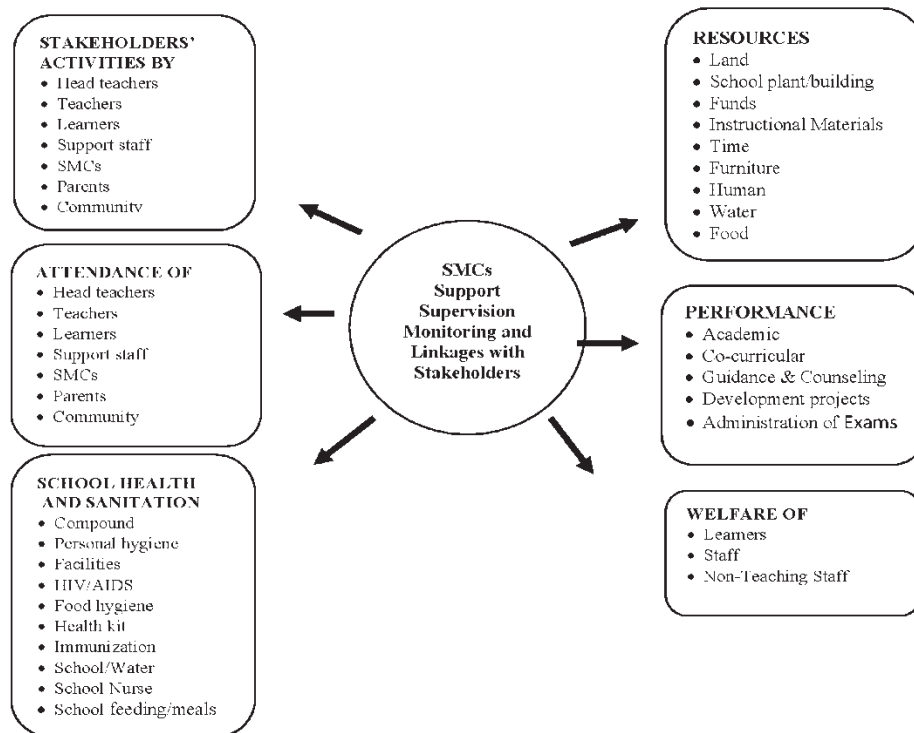 STAKEHOLDERS'
ACTIVITIES BY
• Head teachers
• Teachers
• Learners
• Support staff
• SMCs
• Parents
• Community
ATTENDANCE OF
• Head teachers
• Teachers
• Learners
• Support staff
• SMCs
• Parents
• Community
SCHOOL HEALTH
AND SANITATION
• Compound
• Personal hygiene
• Facilities
• HIV/AIDS
• Food hygiene
• Health kit
• Immunization
• School/Water
• School Nurse
• School feeding/meals
SMCs
Support
Supervision
Monitoring and
Linkages with
Stakeholders
RESOURCES
• Land
• School plant/building
• Funds
• Instructional Materials
• Time
• Furniture
• Human
• Water
• Food
PERFORMANCE
• Academic
• Co-curricular
• Guidance & Counseling
• Development projects
• Administration of Exams
WELFARE OF
• Learners
• Staff
• Non-Teaching Staff